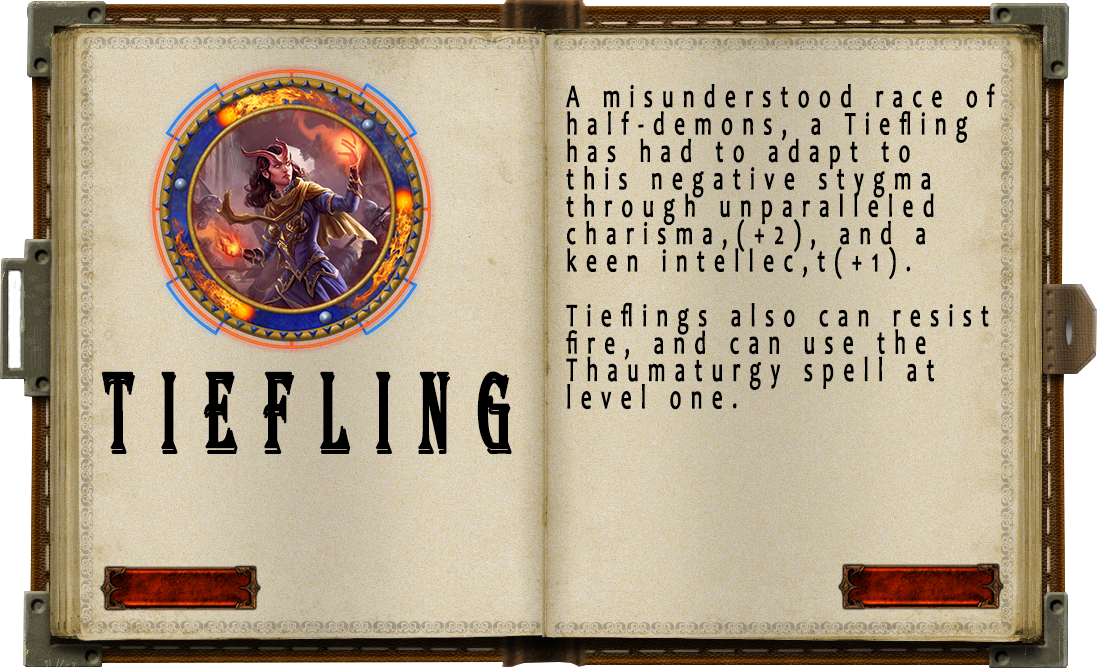 TIEFLING
A misunderstood race of
half-demons, a Tiefling
has had to adapt to
this negative stygma
through unparalleled
charisma,(+2), and a
keen intellec,t(+1).
Tieflings also can resist
fire, and can use the
Thaumaturgy spell at
level one.